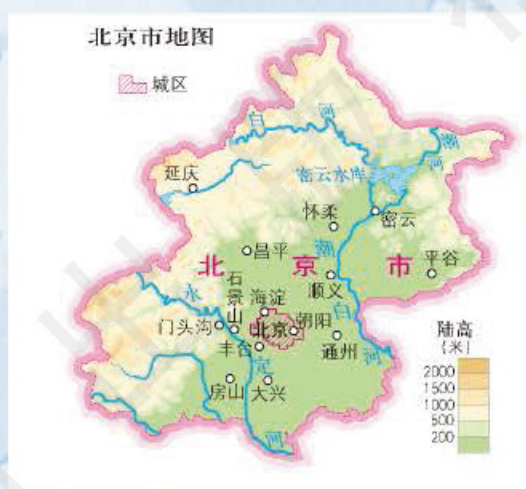 北京市地图
城区
白
河
潮
河
延庆
密云水库
怀柔
密云
昌平
潮
北
京
市
平谷
石景山
海淀
顺义
永
白
门头沟
北京
朝阳
丰台
通州
河
定
房山
大兴
河
陆高
(米)
2000
1500
1000
500
200